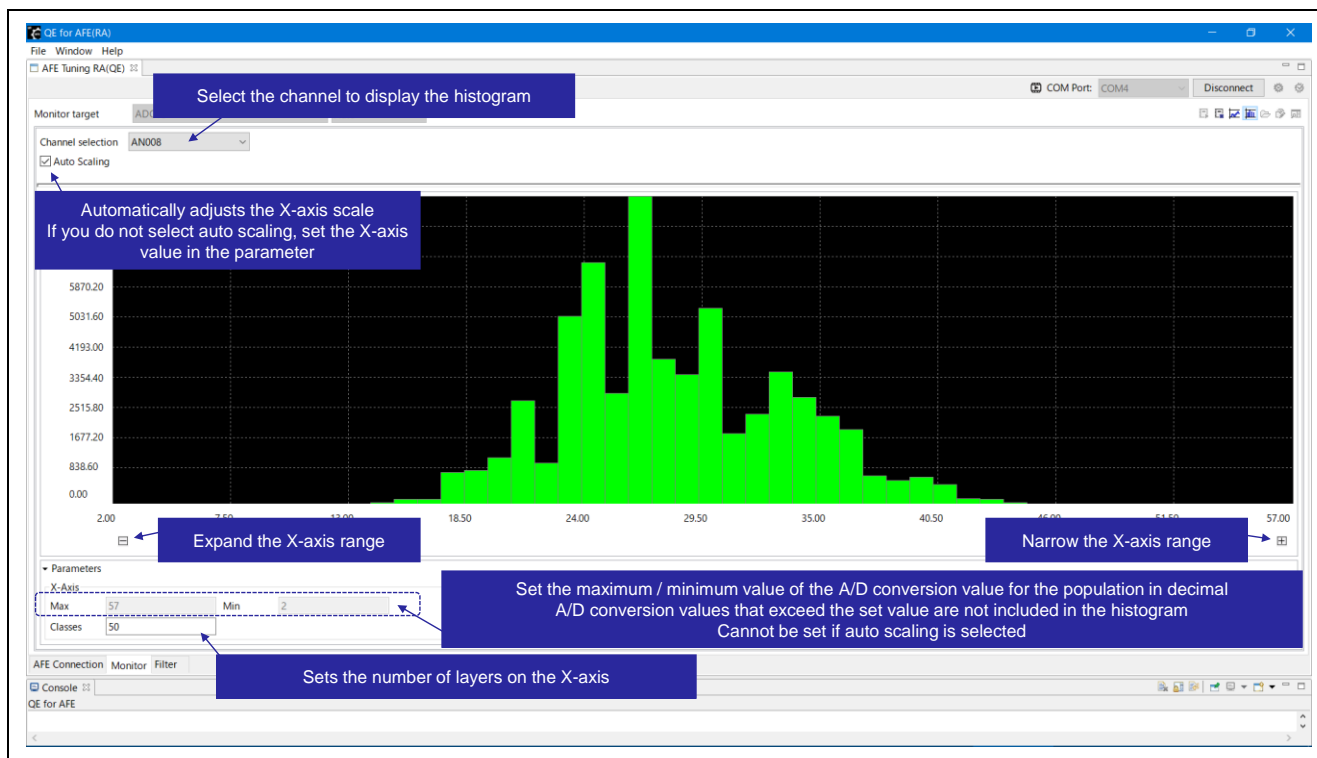 QE for AFE(RA)
File Window Help
AFE Tuning RA(QE)
Select the channel to display the histogram
COM Port: COM4 Disconnect
Monitor target
Channel selection AN008
Auto Scaling
Automatically adjusts the X-axis scale
If you do not select auto scaling, set the X-axis
value in the parameter
5870.20
5031.60
4193.00
3354.40
2515.80
1677.20
838.60
0.00
2.00 18.50 24.00 29.50 35.00 40.50 57.00
Expand the X-axis range
Narrow the X-axis range
Parameters
X-Axis
Max 57 Min 2
Classes 50
Set the maximum / minimum value of the A/D conversion value for the population in decimal
A/D conversion values that exceed the set value are not included in the histogram
Cannot be set if auto scaling is selected
Sets the number of layers on the X-axis
AFE Connection Monitor Filter
Console
QE for AFE